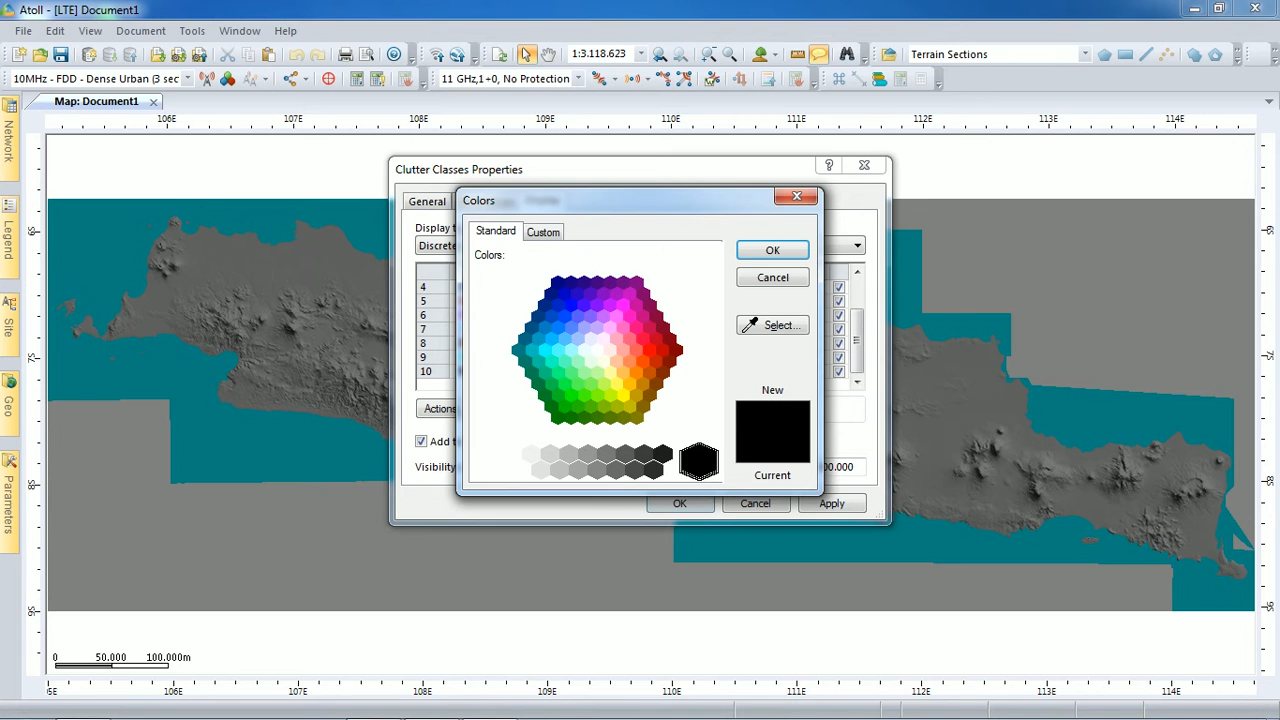 Atoll - [LTE] Document1
File Edit View Document Tools Window Help
1:3.118.623 Terrain Sections
10MHz - FDD - Dense Urban (3 sec 11 GHz,1+0, No Protection
Map: Document1
106E 107E 108E 109E 110E 111E 112E 113E 114E
Network
Legend
Site
Geo
Parameters
Clutter Classes Properties
General
Display t
Discrete
4
5
6
7
8
9
10
Actions
Add t
Visibility
00.000
OK Cancel Apply
Colors
Standard Custom
Colors:
OK
Cancel
Select...
New
Current
0 50.000 100.000m
5E 106E 107E 108E 109E 110E 111E 112E 113E 114E